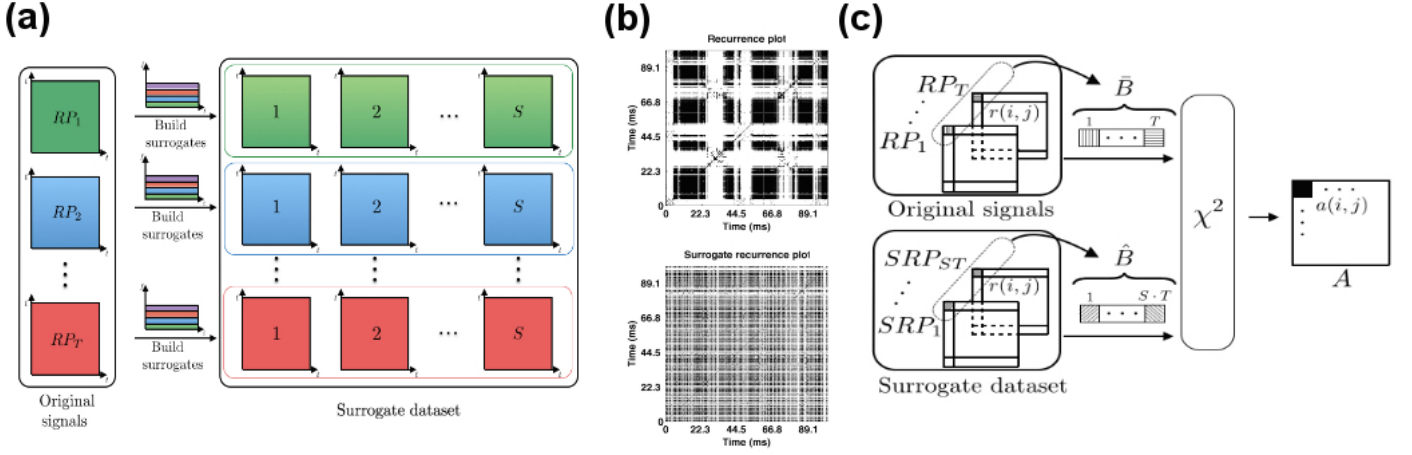 (a)
RP₁
Build
surrogates
1 2 ... S
RP₂
Build
surrogates
1 2 ... S
RP_T
Build
surrogates
1 2 ... S
Original
signals
Surrogate dataset
(b)
Recurrence plot
Time (ms)
89.1
66.8
44.5
22.3
0
0 22.3 44.5 66.8 89.1
Time (ms)
Surrogate recurrence plot
Time (ms)
89.1
66.8
44.5
22.3
0
0 22.3 44.5 66.8 89.1
Time (ms)
(c)
RP_T
RP₁
r(i, j)
Original signals
B̄
1 ... T
SRP_{ST}
SRP₁
r(i, j)
Surrogate dataset
B̂
1 ... S · T
χ²
a(i, j)
A